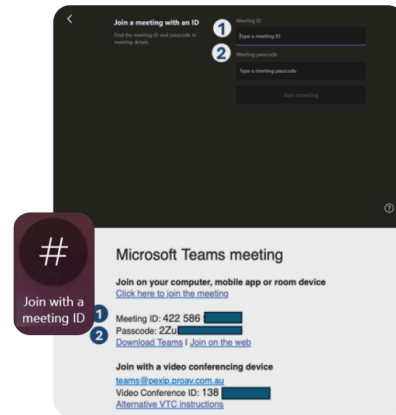 Join a meeting with an ID
Find the meeting ID and passcode in
meeting details
Meeting ID
1
Type a meeting ID
2
Meeting passcode
Type a meeting passcode
Join meeting
#
Join with a
meeting ID
Microsoft Teams meeting
Join on your computer, mobile app or room device
Click here to join the meeting
1
Meeting ID: 422 586
2
Passcode: 2Zu
Download Teams | Join on the web
Join with a video conferencing device
teams@pexip.proav.com.au
Video Conference ID: 138
Alternative VTC instructions